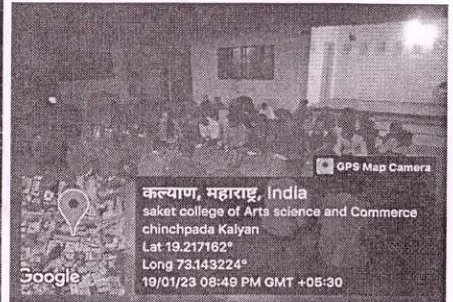 GPS Map Camera
कल्याण, महाराष्ट्र, India
saket college of Arts science and Commerce
chinchpada Kalyan
Lat 19.217162°
Long 73.143224°
19/01/23 08:49 PM GMT +05:30
Google